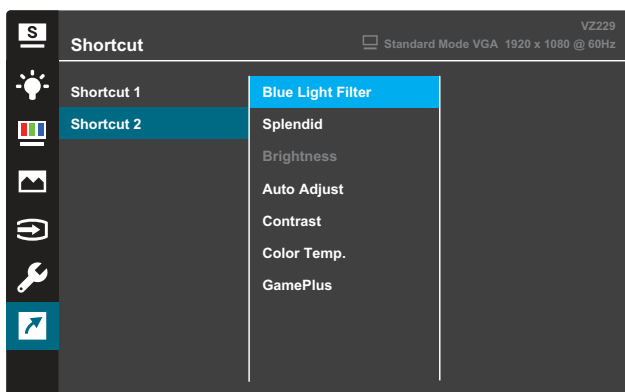 S
VZ229
Shortcut
Standard Mode VGA 1920 x 1080 @ 60Hz
Shortcut 1
Shortcut 2
Blue Light Filter
Splendid
Brightness
Auto Adjust
Contrast
Color Temp.
GamePlus